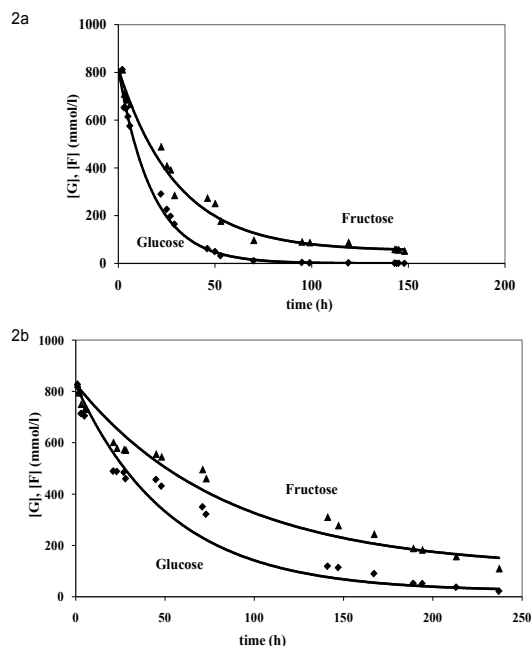 2a
1000
800
600
400
200
0
[G], [F] (mmol/l)
Fructose
Glucose
0 50 100 150 200
time (h)
2b
1000
800
600
400
200
0
[G], [F] (mmol/l)
Fructose
Glucose
0 50 100 150 200 250
time (h)